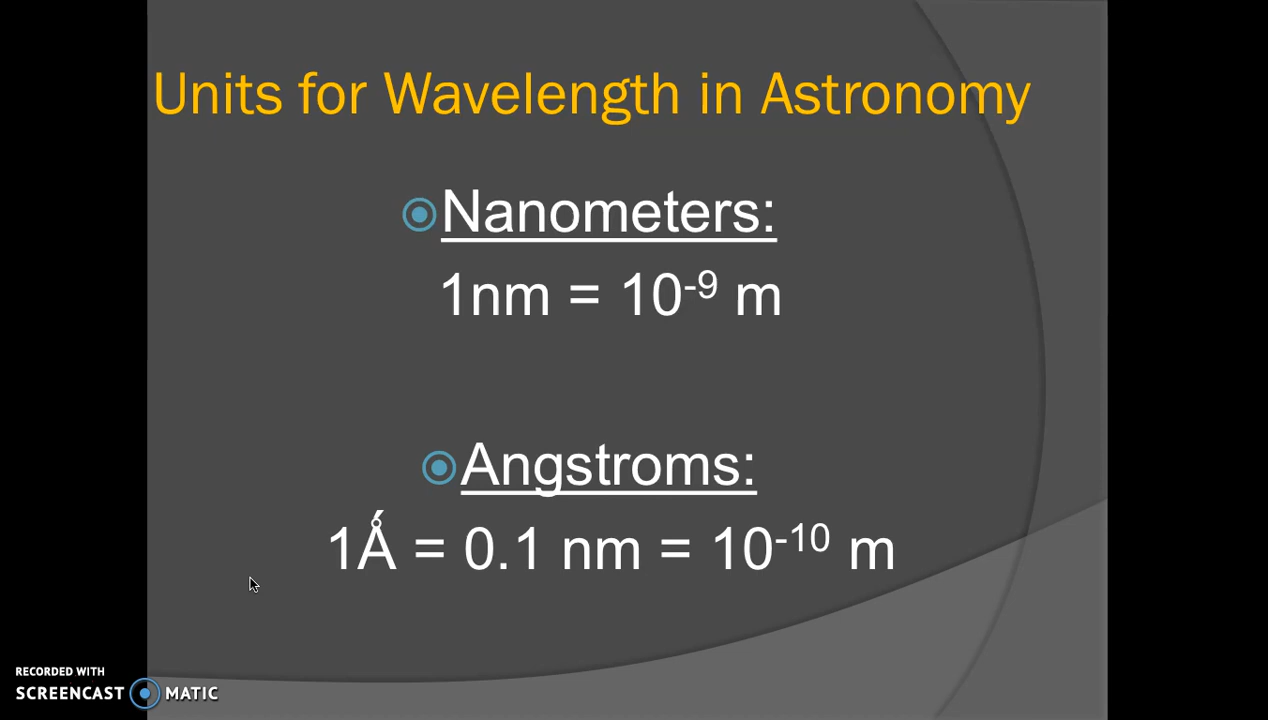 Units for Wavelength in Astronomy
Nanometers:
1nm = 10⁻⁹ m
Angstroms:
1Ǻ = 0.1 nm = 10⁻¹⁰ m
RECORDED WITH
SCREENCAST MATIC